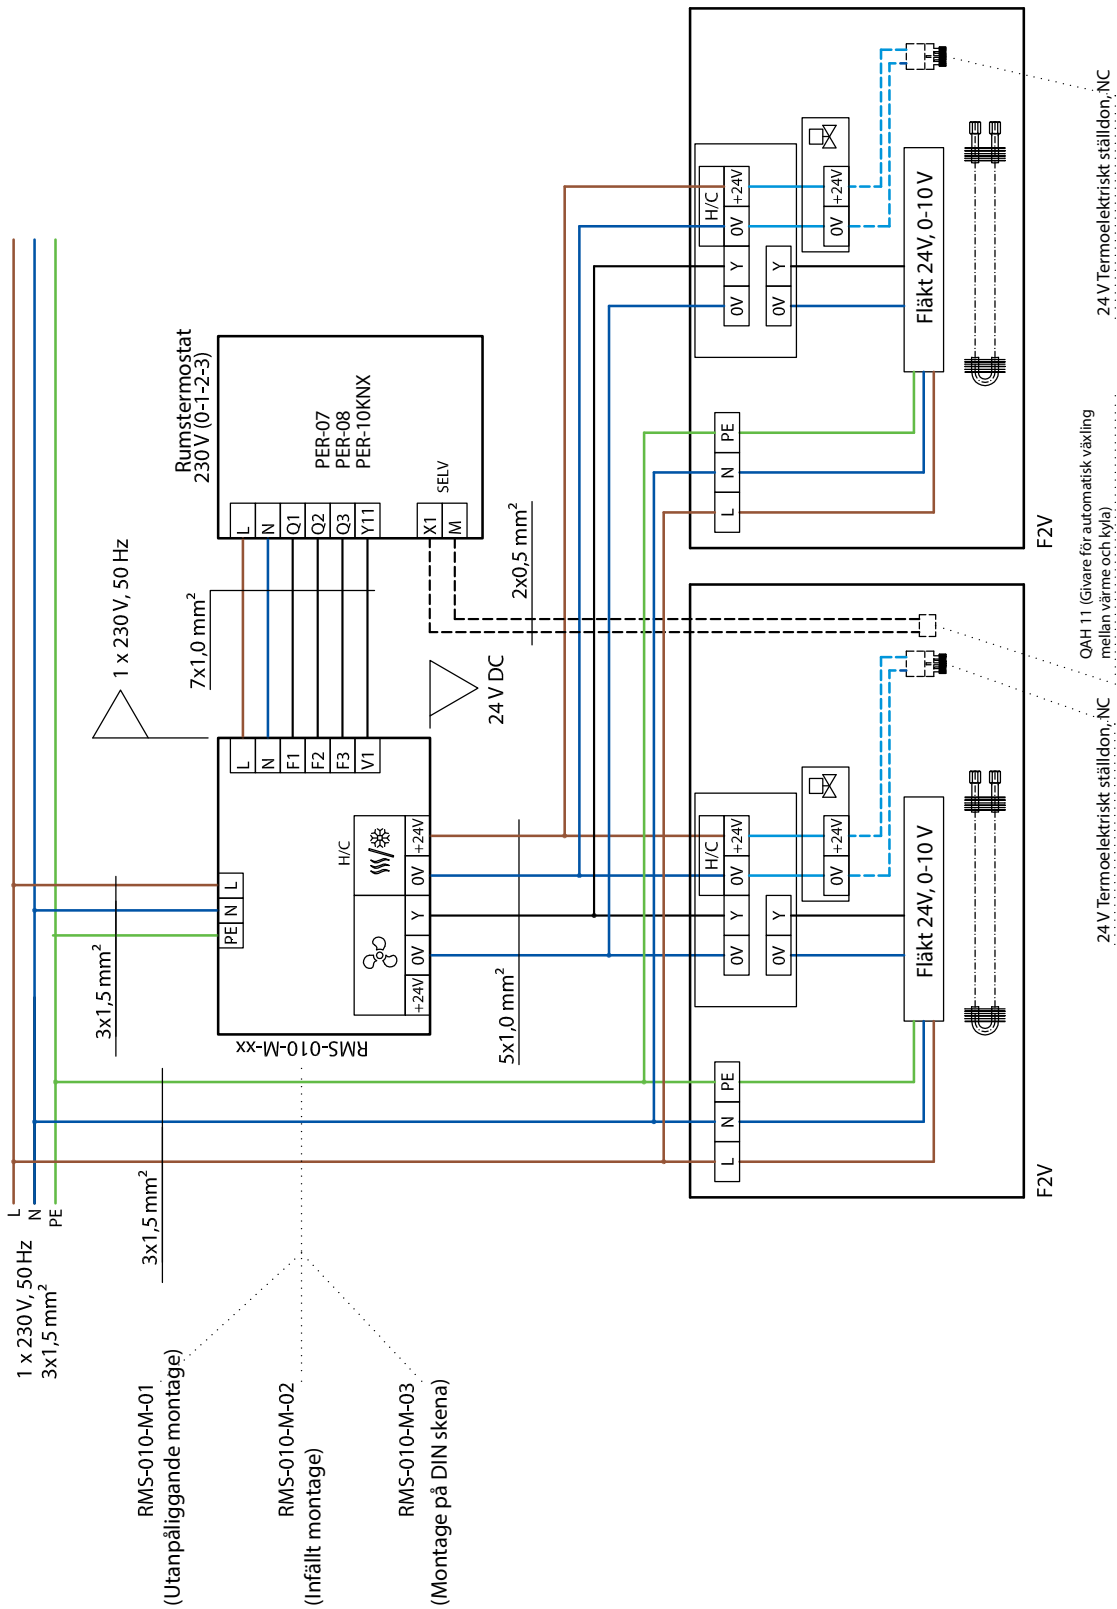 L
N
PE
1 x 230 V, 50 Hz
3x1,5 mm²
3x1,5 mm²
3x1,5 mm²
RMS-010-M-01
(Utanpåliggande montage)
RMS-010-M-02
(Infällt montage)
RMS-010-M-03
(Montage på DIN skena)
RMS-010-M-xx
PE N L
1 x 230 V, 50 Hz
L
N
F1
F2
F3
V1
H/C
+24V 0V Y 0V +24V
24 V DC
7x1,0 mm²
5x1,0 mm²
2x0,5 mm²
Rumstermostat
230 V (0-1-2-3)
PER-07
PER-08
PER-10KNX
L
N
Q1
Q2
Q3
Y11
X1
M
SELV
L N PE
H/C
0V Y 0V +24V
0V Y
0V +24V
Fläkt 24V, 0-10 V
F2V
L N PE
H/C
0V Y 0V +24V
0V Y
0V +24V
Fläkt 24V, 0-10 V
F2V
24 V Termoelektriskt ställdon, NC
QAH 11 (Givare för automatisk växling
mellan värme och kyla)
24 V Termoelektriskt ställdon, NC